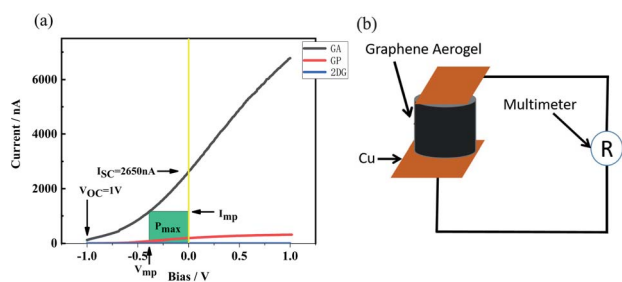 (a)
GA
GP
2DG
Current / nA
6000
4000
2000
0
I_SC=2650nA
V_OC=1V
P_max
I_mp
V_mp
-1.0
-0.5
0.0
0.5
1.0
Bias / V
(b)
Graphene Aerogel
Multimeter
Cu
R